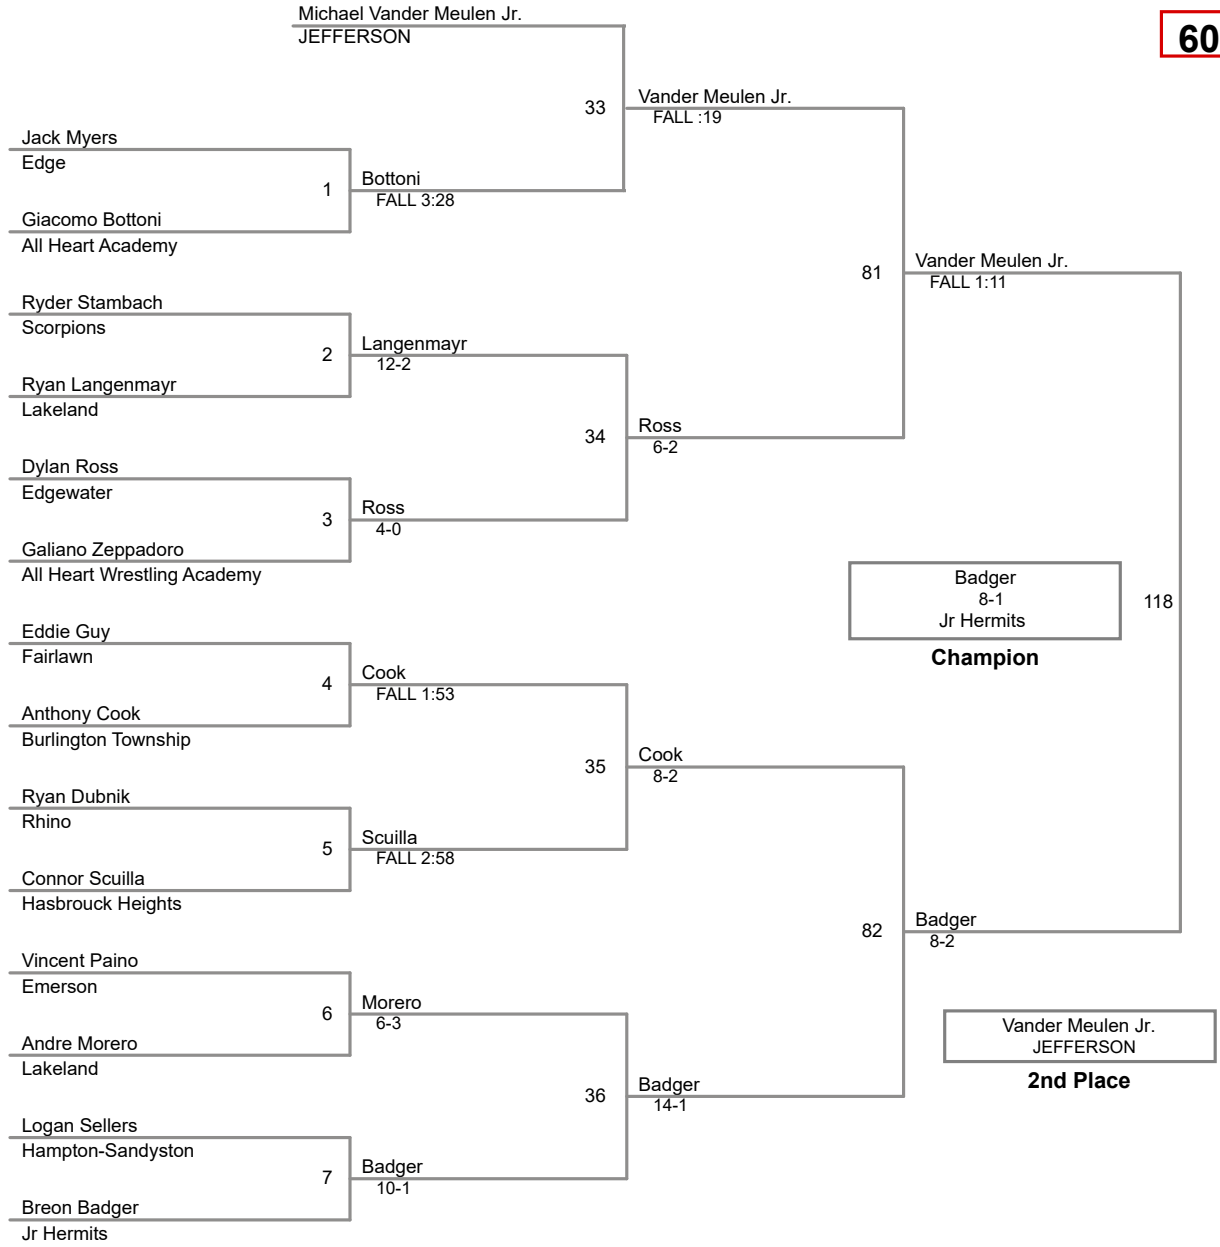 Michael Vander Meulen Jr.
JEFFERSON
60
33
Vander Meulen Jr.
FALL :19
Jack Myers
Edge
1
Bottoni
FALL 3:28
Giacomo Bottoni
All Heart Academy
81
Vander Meulen Jr.
FALL 1:11
Ryder Stambach
Scorpions
2
Langenmayr
12-2
Ryan Langenmayr
Lakeland
34
Ross
6-2
Dylan Ross
Edgewater
3
Ross
4-0
Galiano Zeppadoro
All Heart Wrestling Academy
Badger
8-1
Jr Hermits
Champion
118
Eddie Guy
Fairlawn
4
Cook
FALL 1:53
Anthony Cook
Burlington Township
35
Cook
8-2
Ryan Dubnik
Rhino
5
Scuilla
FALL 2:58
Connor Scuilla
Hasbrouck Heights
82
Badger
8-2
Vincent Paino
Emerson
6
Morero
6-3
Andre Morero
Lakeland
Vander Meulen Jr.
JEFFERSON
2nd Place
36
Badger
14-1
Logan Sellers
Hampton-Sandyston
7
Badger
10-1
Breon Badger
Jr Hermits